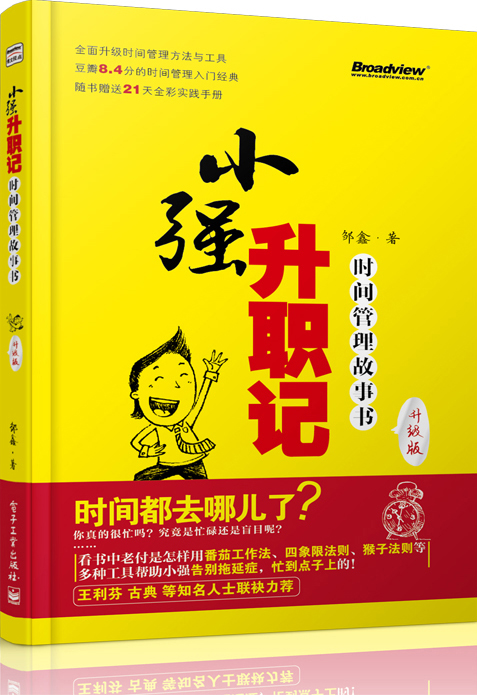 全面升级时间管理方法与工具
豆瓣8.4分的时间管理入门经典
随书赠送21天全彩实践手册
Broadview®
www.broadview.com.cn
小强
升职记
时间管理故事书
升级版
邹鑫·著
时间都去哪儿了?
你真的很忙吗?究竟是忙碌还是盲目呢?
……
看书中老付是怎样用番茄工作法、四象限法则、猴子法则等
多种工具帮助小强告别拖延症,忙到点子上的!
王利芬 古典 等知名人士联袂力荐
小强升职记
时间管理故事书
升级版
邹鑫·著
电子工业出版社